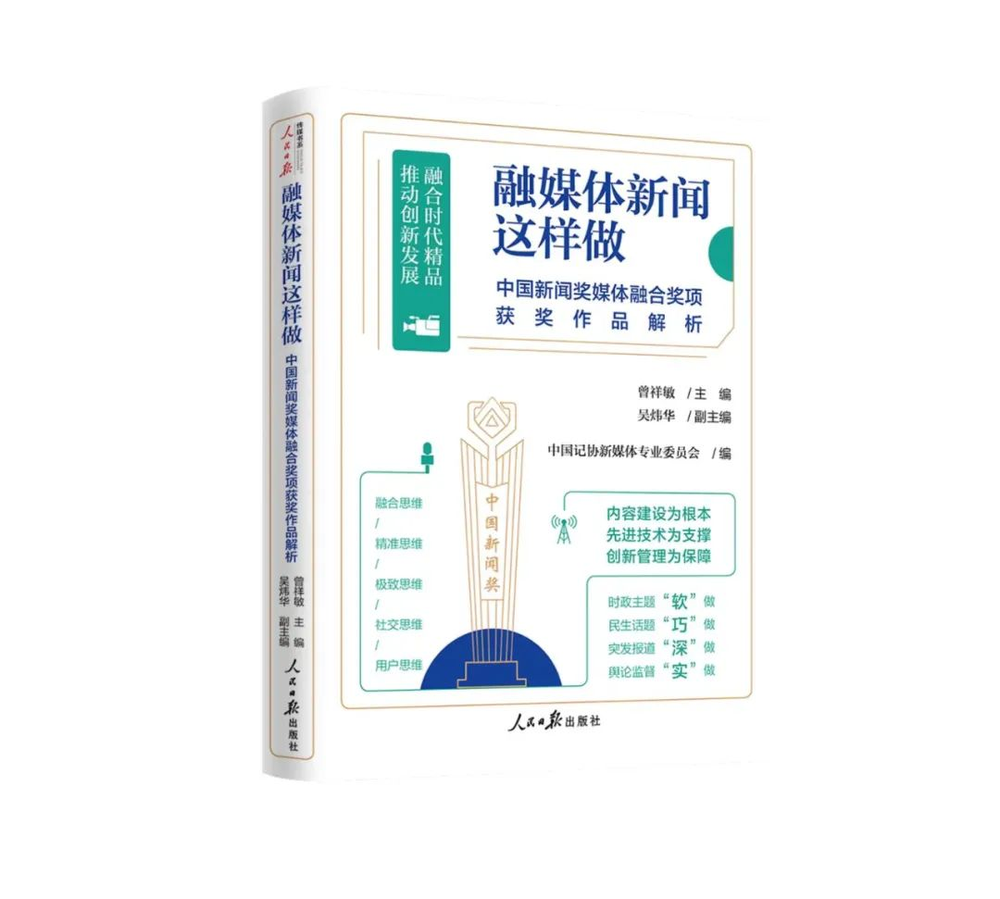 人民日报
传媒书系
融媒体新闻这样做
中国新闻奖媒体融合奖项获奖作品解析
曾祥敏 主 编
吴炜华 副主编
人民日报出版社
融合时代精品
推动创新发展
融媒体新闻
这样做
中国新闻奖媒体融合奖项
获奖作品解析
曾祥敏 /主 编
吴炜华 /副主编
中国记协新媒体专业委员会 /编
中国新闻奖
融合思维
/
精准思维
/
极致思维
/
社交思维
/
用户思维
内容建设为根本
先进技术为支撑
创新管理为保障
时政主题“软”做
民生话题“巧”做
突发报道“深”做
舆论监督“实”做
人民日报出版社